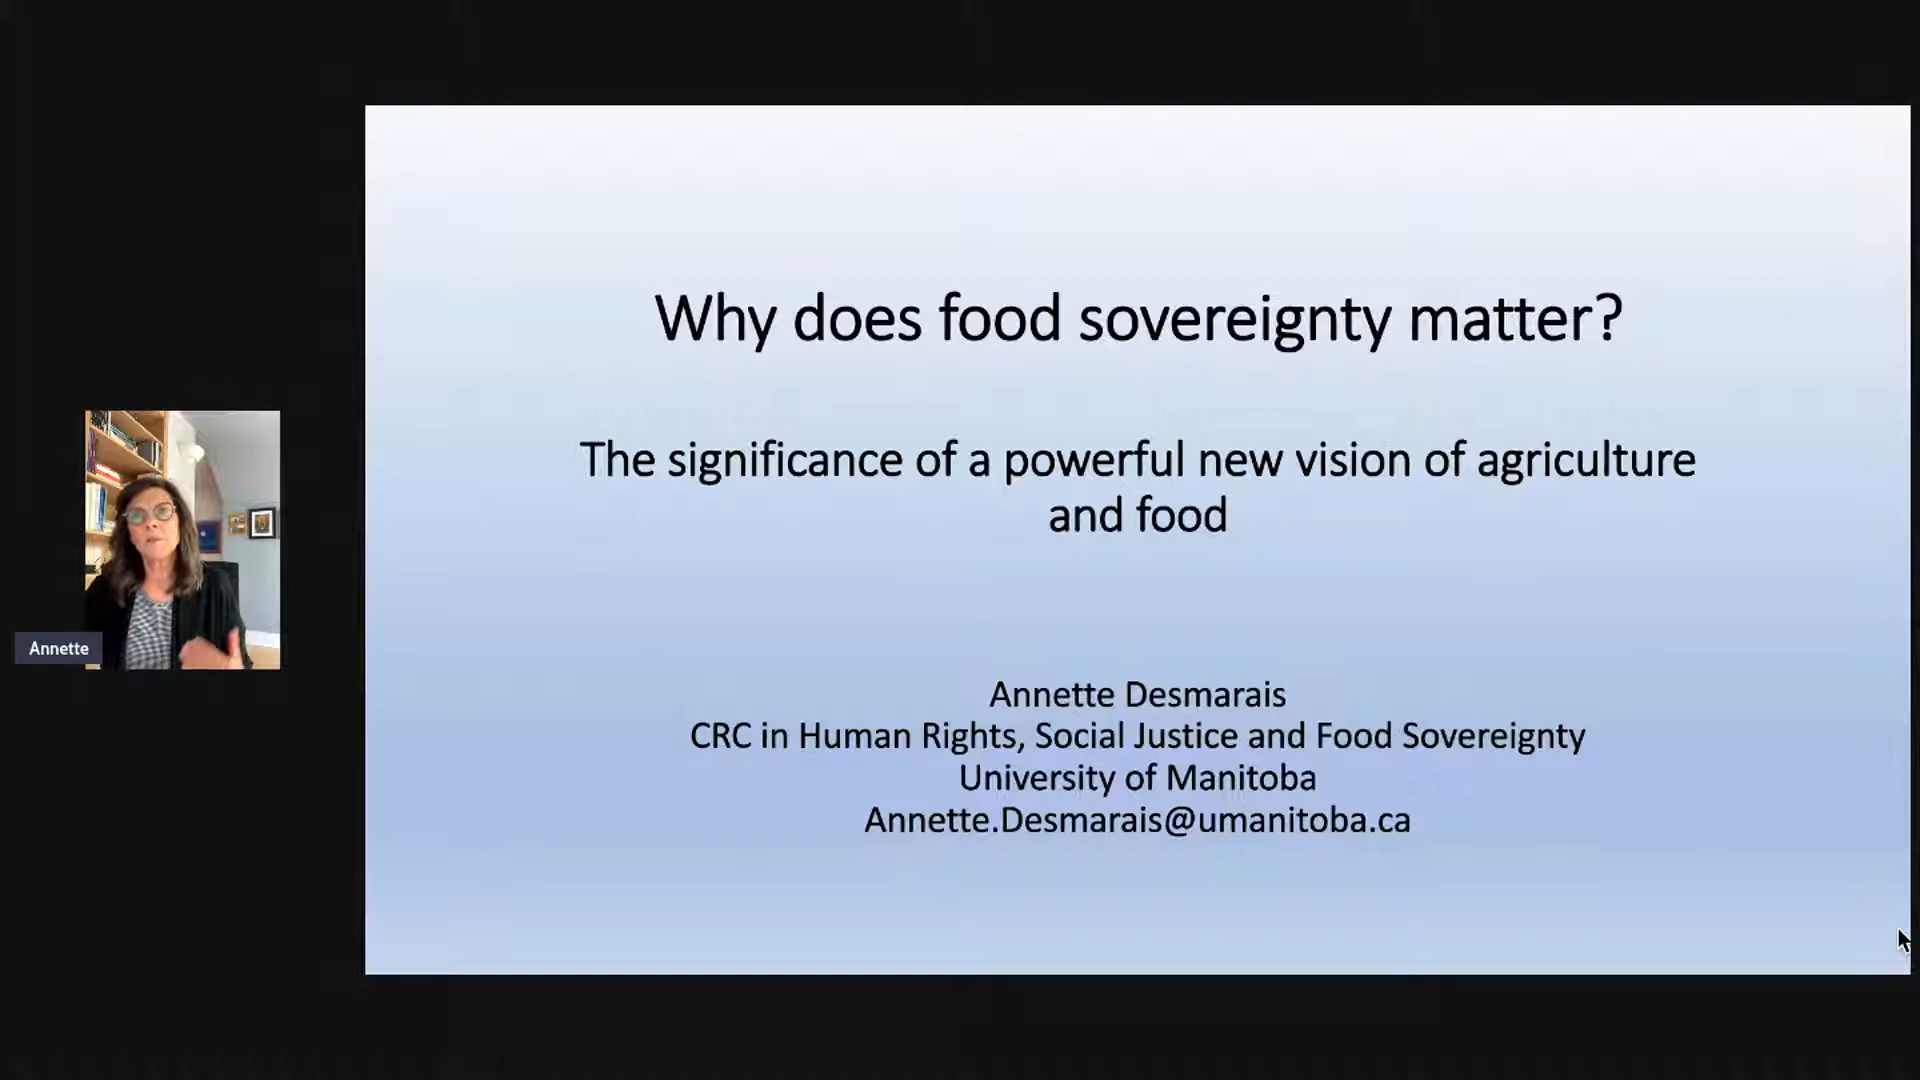 Why does food sovereignty matter?
The significance of a powerful new vision of agriculture
and food
Annette
Annette Desmarais
CRC in Human Rights, Social Justice and Food Sovereignty
University of Manitoba
Annette.Desmarais@umanitoba.ca